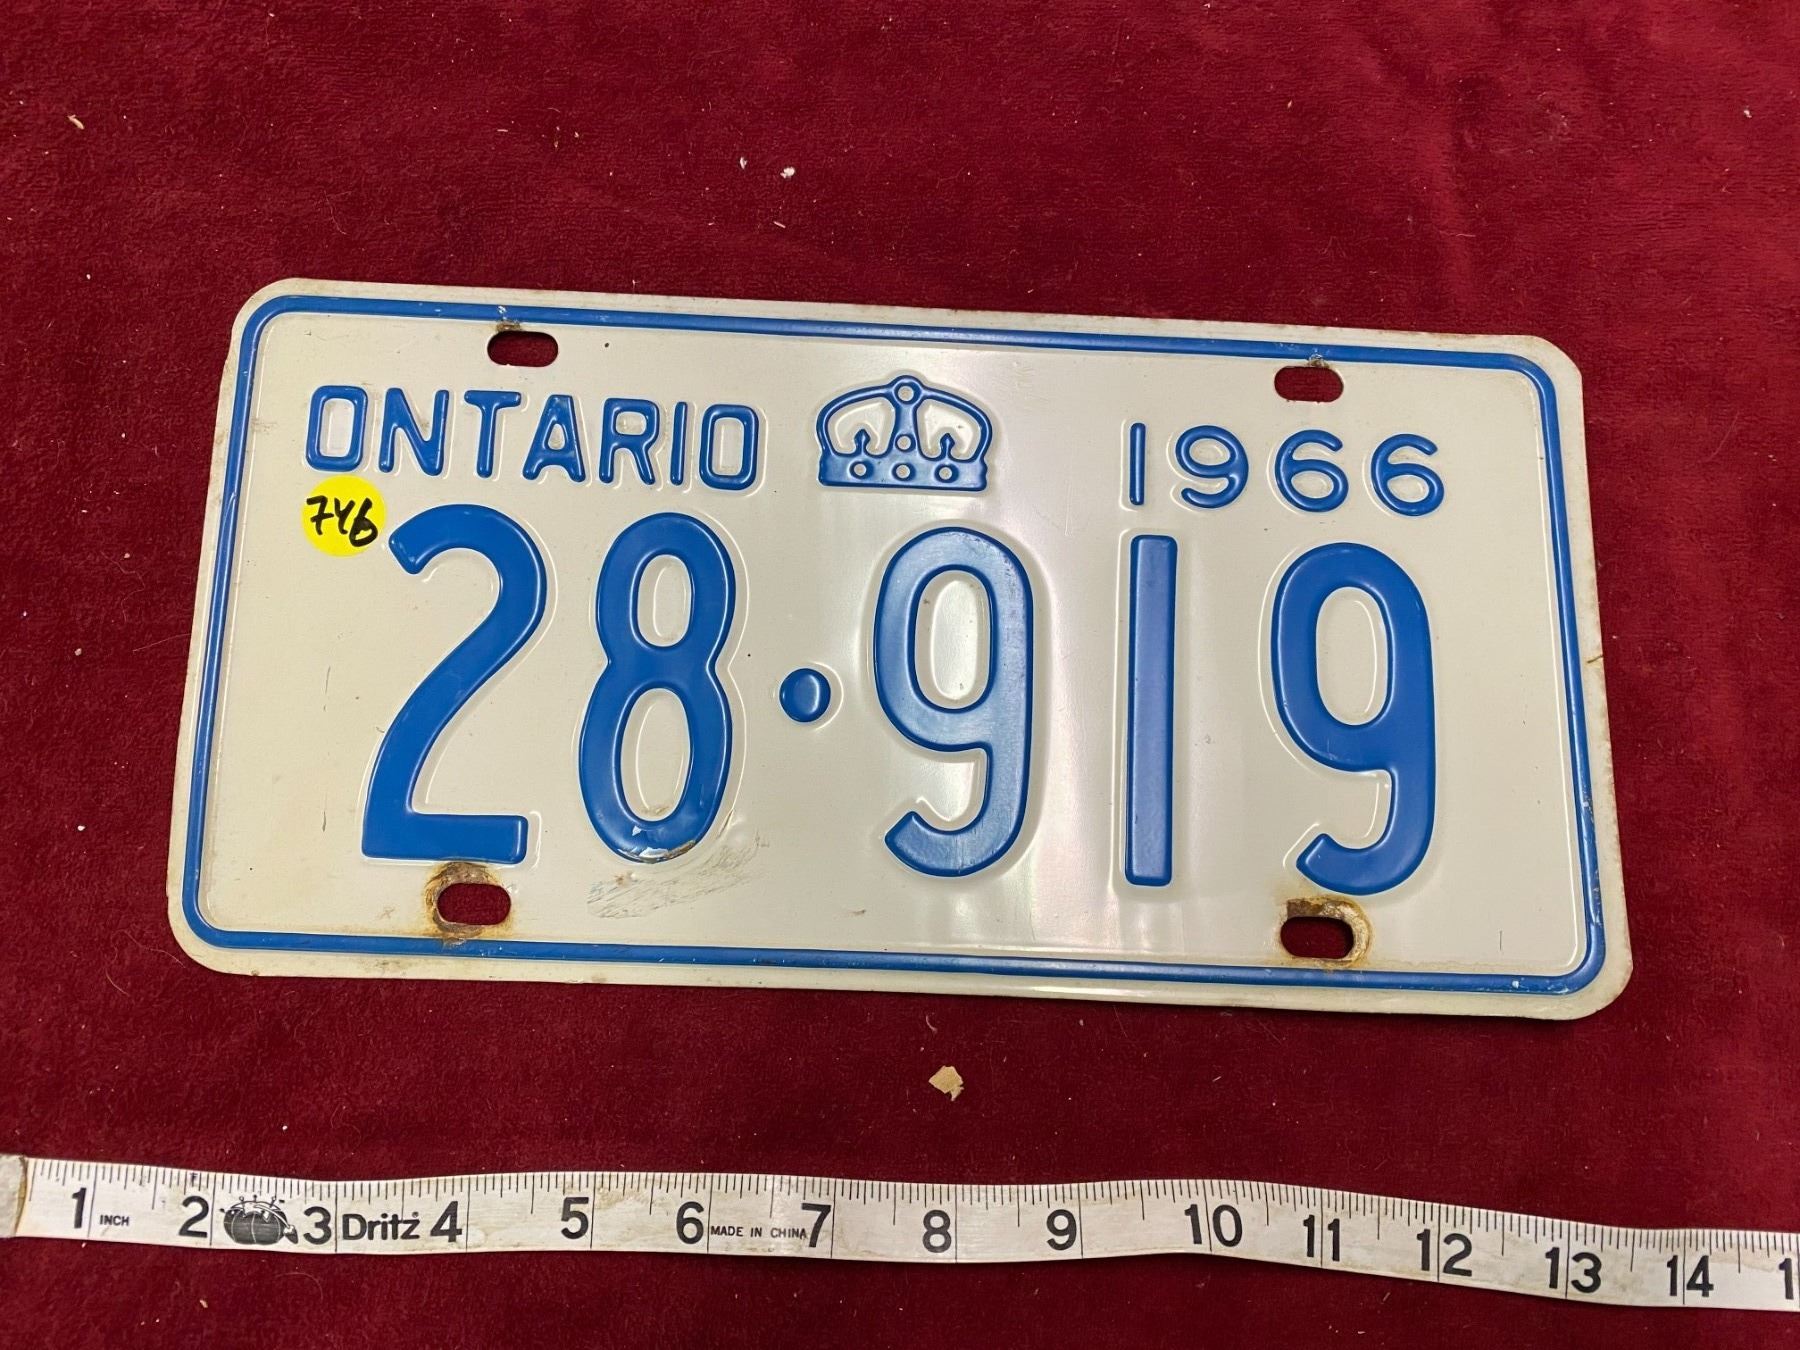 ONTARIO 1966
746
28•919
1 INCH 2 3 Dritz 4 5 6 MADE IN CHINA 7 8 9 10 11 12 13 14 1